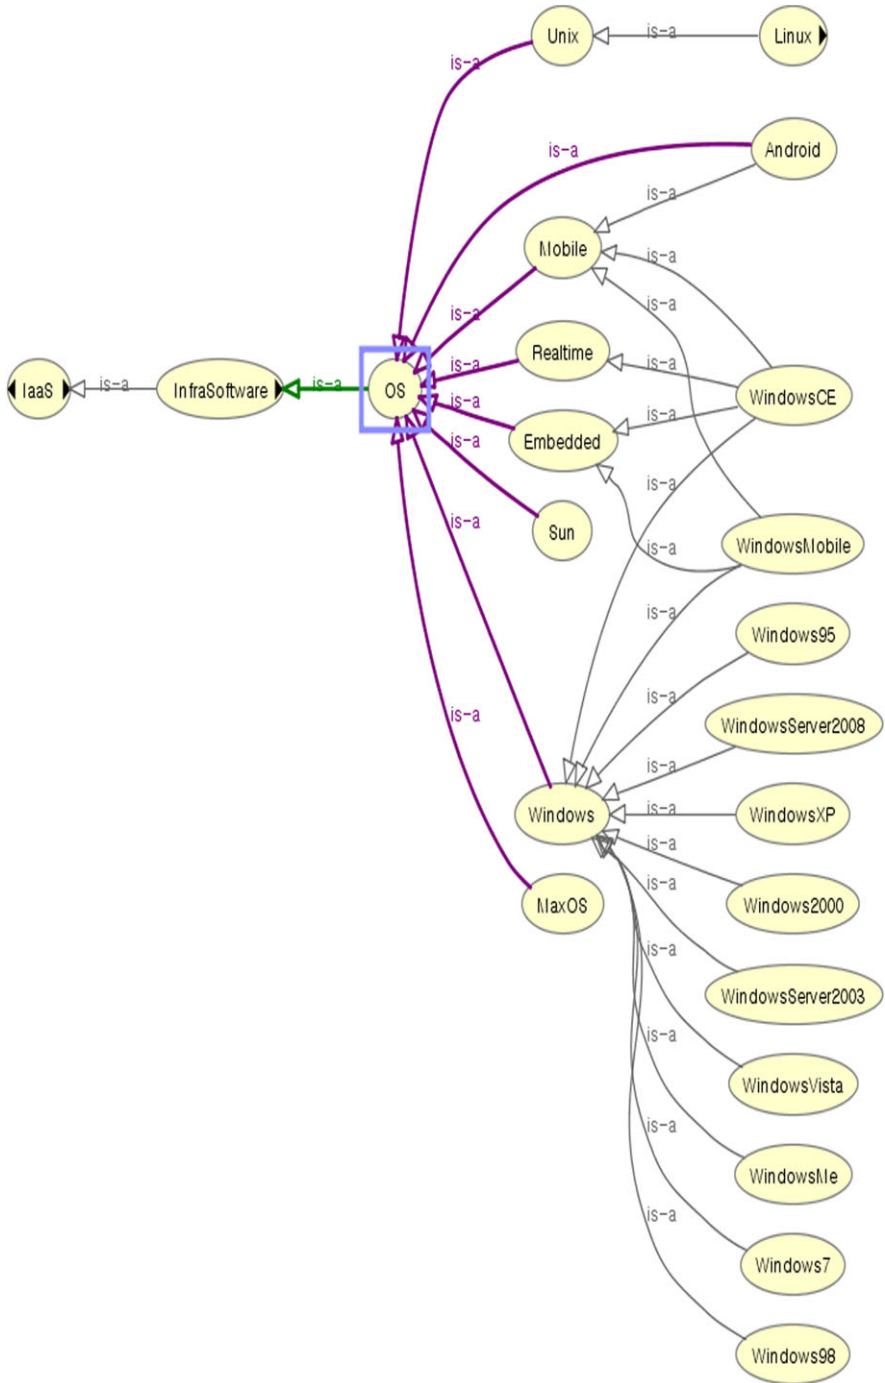 Unix
is-a
Linux
is-a
is-a
Android
is-a
Mobile
is-a
is-a
is-a
Realtime
is-a
is-a
IaaS
is-a
InfraSoftware
is-a
OS
is-a
is-a
WindowsCE
Embedded
is-a
is-a
is-a
Sun
WindowsMobile
is-a
is-a
Windows95
is-a
is-a
WindowsServer2008
is-a
Windows
is-a
WindowsXP
is-a
is-a
MaxOS
Windows2000
is-a
WindowsServer2003
is-a
WindowsVista
is-a
WindowsMe
is-a
Windows7
Windows98